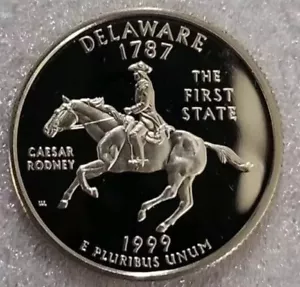 DELAWARE
1787
THE
FIRST
STATE
CAESAR
RODNEY
1999
E PLURIBUS UNUM